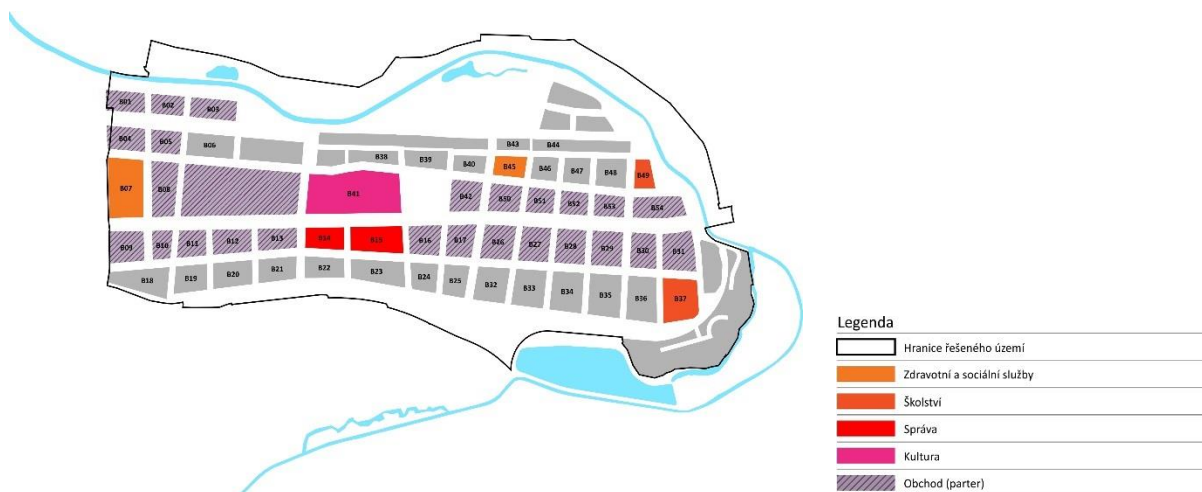 B01 B02 B03
B04 B05 B06
B43 B44
B38 B39 B40 B45 B46 B47 B48 B49
B07 B08 B41 B42 B50 B51 B52 B53 B54
B09 B10 B11 B12 B13 B14 B15 B16 B17 B26 B27 B28 B29 B30 B31
B18 B19 B20 B21 B22 B23 B24 B25 B32 B33 B34 B35 B36 B37
Legenda
Hranice řešeného území
Zdravotní a sociální služby
Školství
Správa
Kultura
Obchod (parter)